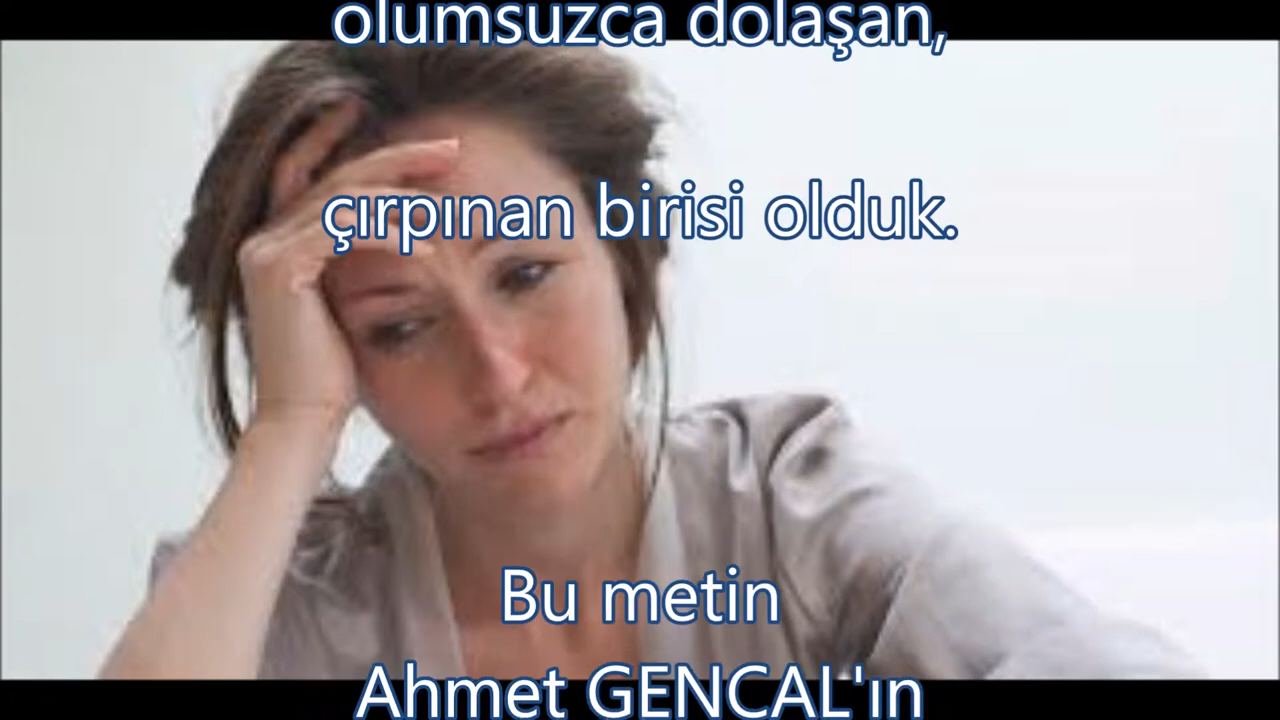 olumsuzca dolaşan,
çırpınan birisi olduk.
Bu metin
Ahmet GENCAL'ın